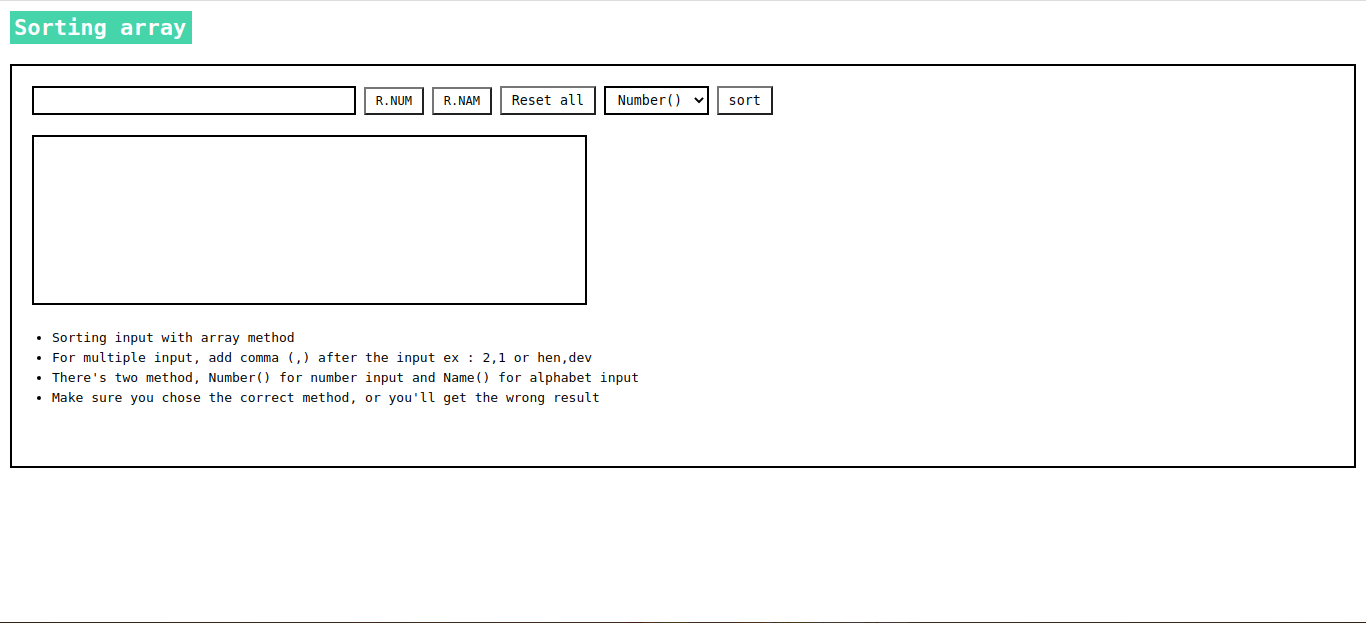 Sorting array
R.NUM R.NAM Reset all Number() sort
Sorting input with array method
For multiple input, add comma (,) after the input ex : 2,1 or hen,dev
There's two method, Number() for number input and Name() for alphabet input
Make sure you chose the correct method, or you'll get the wrong result